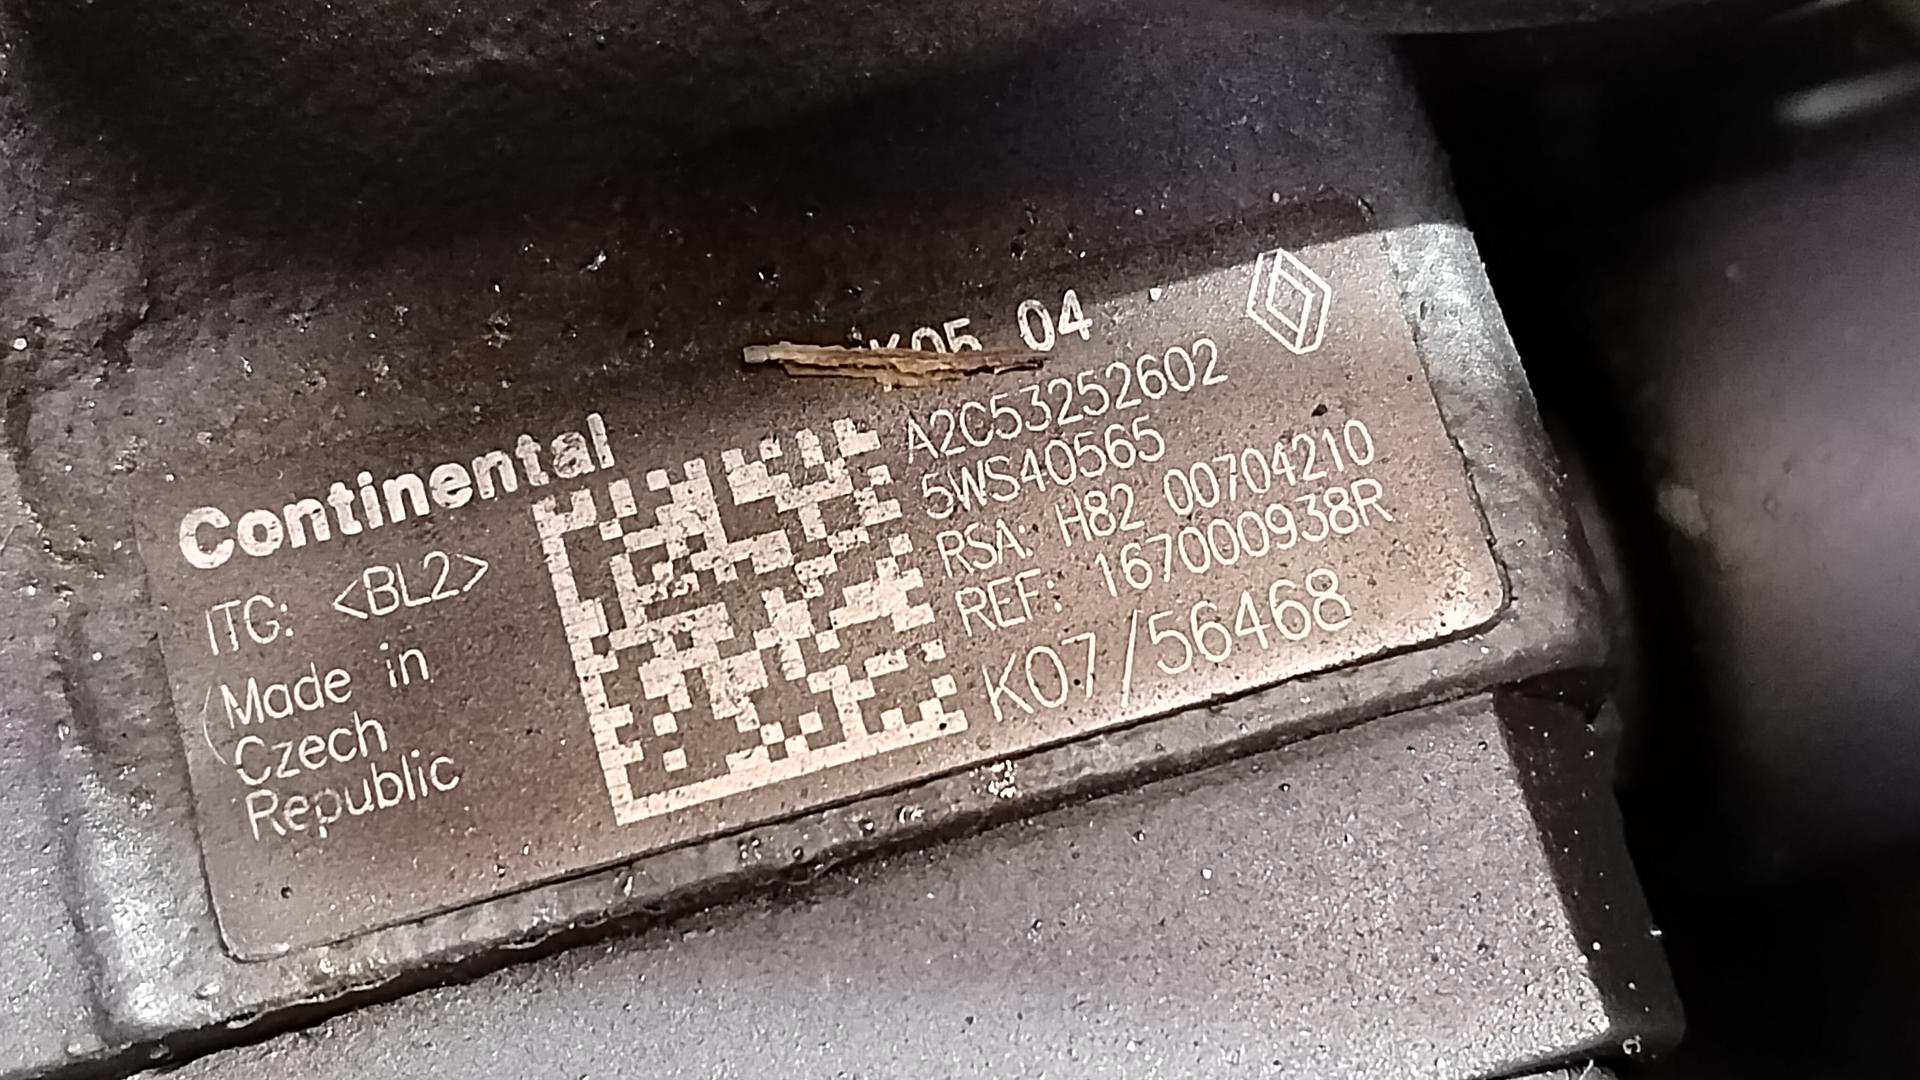 K05 04
Continental
ITG: <BL2>
Made in
Czech
Republic
A2C53252602
5WS40565
RSA: H82 00704210
REF: 167000938R
K07/56468